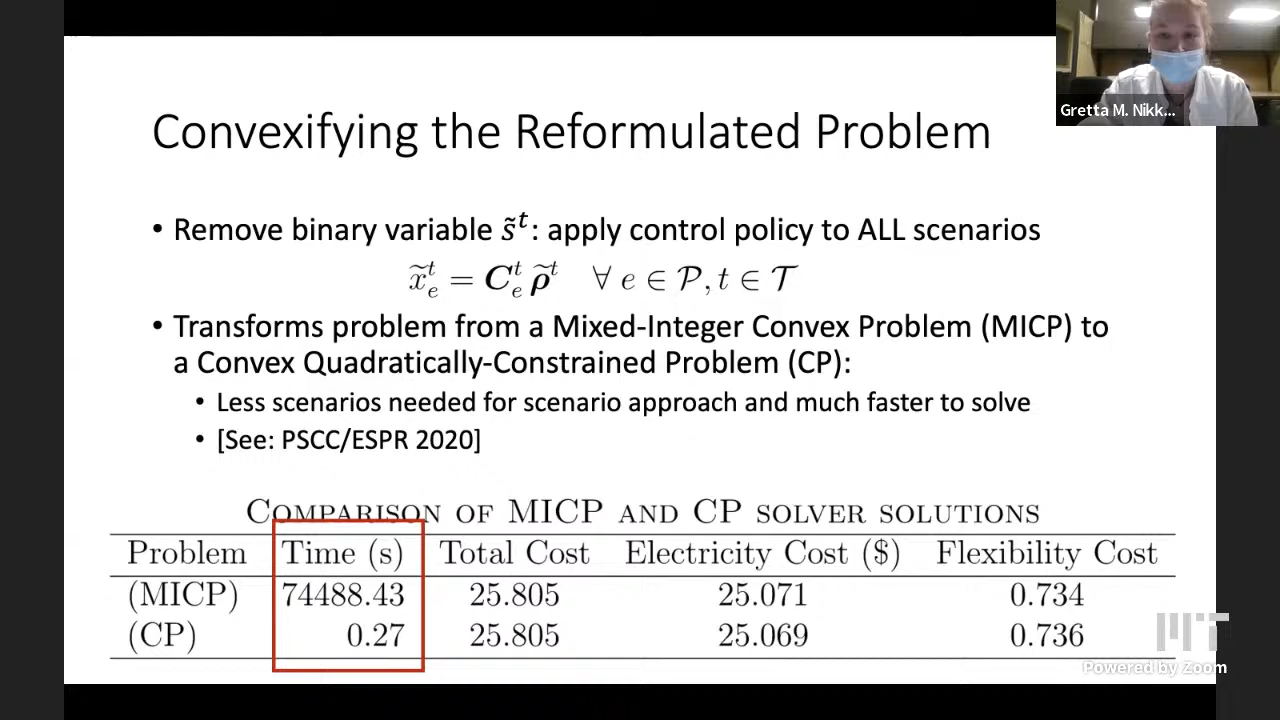 Gretta M. Nikk...
Convexifying the Reformulated Problem
• Remove binary variable s̃ᵗ: apply control policy to ALL scenarios
x̃ₑᵗ = Cₑᵗ ρ̃ᵗ ∀ e ∈ 𝒫, t ∈ 𝒯
• Transforms problem from a Mixed-Integer Convex Problem (MICP) to
a Convex Quadratically-Constrained Problem (CP):
• Less scenarios needed for scenario approach and much faster to solve
• [See: PSCC/ESPR 2020]
COMPARISON OF MICP AND CP SOLVER SOLUTIONS
Problem Time (s) Total Cost Electricity Cost ($) Flexibility Cost
(MICP) 74488.43 25.805 25.071 0.734
(CP) 0.27 25.805 25.069 0.736
MIT
Powered by Zoom